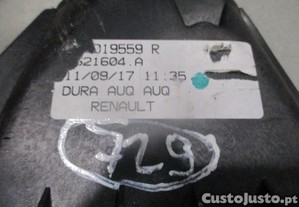 019559 R
621604.A
11/09/17 11:35
DURA AUQ AUQ
RENAULT
729
CustoJusto.pt